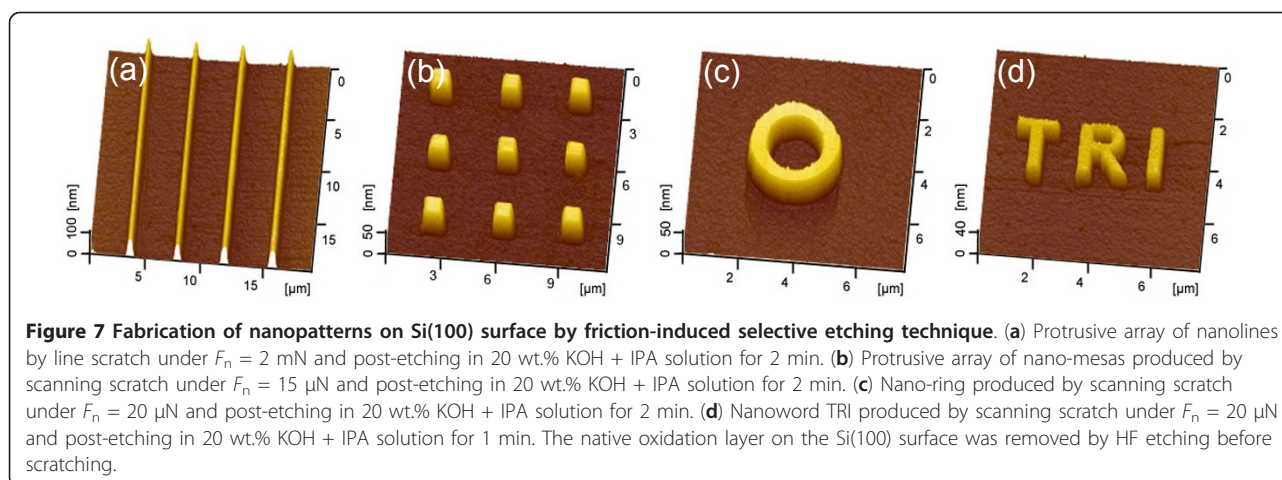 (a) (b) (c) (d)
0 5 10 15
0 100 [nm]
5 10 15 [µm]
0 3 6 9
0 50 [nm]
3 6 9 [µm]
0 2 4 6
0 50 [nm]
2 4 6 [µm]
TRI
0 2 4 6
0 40 [nm]
2 4 6 [µm]
Figure 7 Fabrication of nanopatterns on Si(100) surface by friction-induced selective etching technique. (a) Protrusive array of nanolines
by line scratch under Fn = 2 mN and post-etching in 20 wt.% KOH + IPA solution for 2 min. (b) Protrusive array of nano-mesas produced by
scanning scratch under Fn = 15 µN and post-etching in 20 wt.% KOH + IPA solution for 2 min. (c) Nano-ring produced by scanning scratch
under Fn = 20 µN and post-etching in 20 wt.% KOH + IPA solution for 2 min. (d) Nanoword TRI produced by scanning scratch under Fn = 20 µN
and post-etching in 20 wt.% KOH + IPA solution for 1 min. The native oxidation layer on the Si(100) surface was removed by HF etching before
scratching.